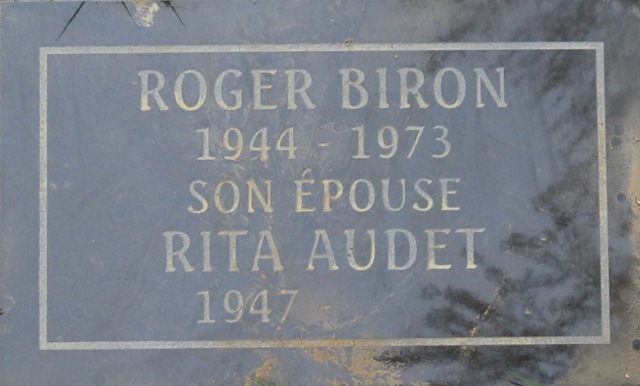 ROGER BIRON
1944 - 1973
SON ÉPOUSE
RITA AUDET
1947 -